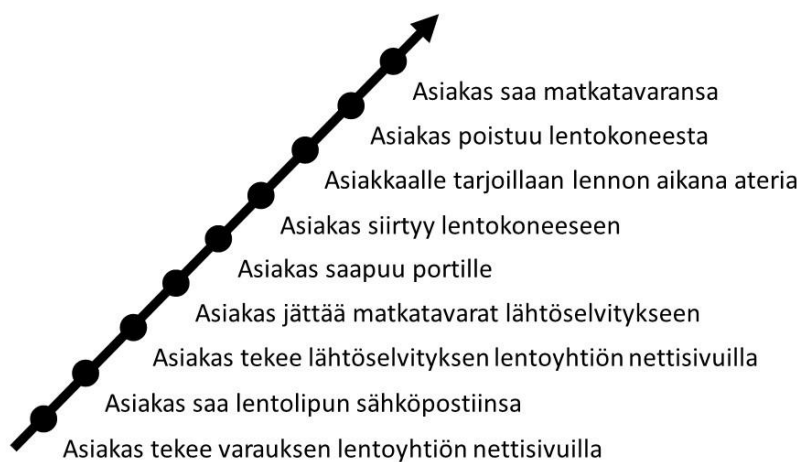 Asiakas saa matkatavaransa
Asiakas poistuu lentokoneesta
Asiakkaalle tarjoillaan lennon aikana ateria
Asiakas siirtyy lentokoneeseen
Asiakas saapuu portille
Asiakas jättää matkatavarat lähtöselvitykseen
Asiakas tekee lähtöselvityksen lentoyhtiön nettisivuilla
Asiakas saa lentolipun sähköpostiinsa
Asiakas tekee varauksen lentoyhtiön nettisivuilla